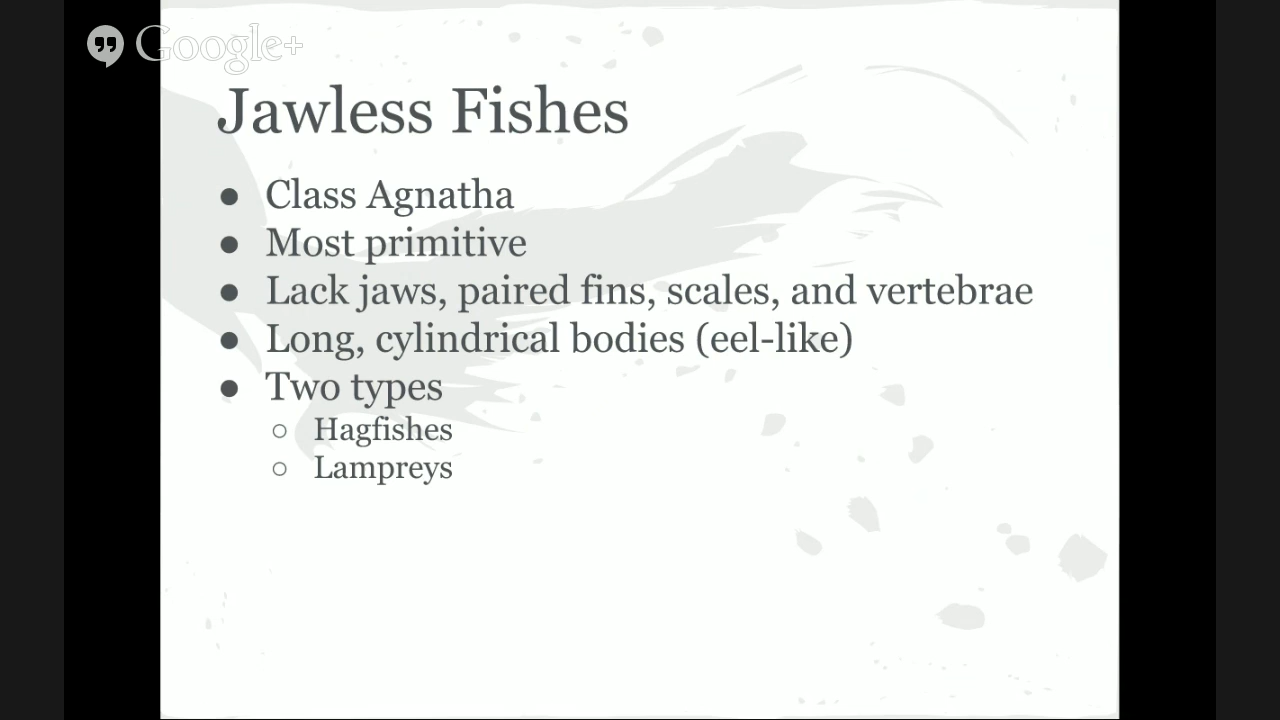 Google+
Jawless Fishes
● Class Agnatha
● Most primitive
● Lack jaws, paired fins, scales, and vertebrae
● Long, cylindrical bodies (eel-like)
● Two types
○ Hagfishes
○ Lampreys